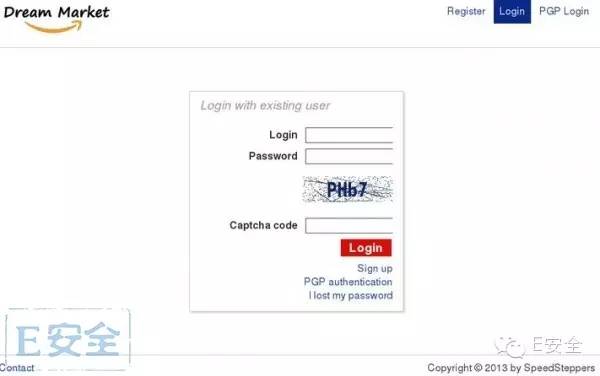 Dream Market
Register Login PGP Login
Login with existing user
Login
Password
PHb7
Captcha code
Login
Sign up
PGP authentication
I lost my password
E安全
E安全
Contact
Copyright © 2013 by SpeedSteppers